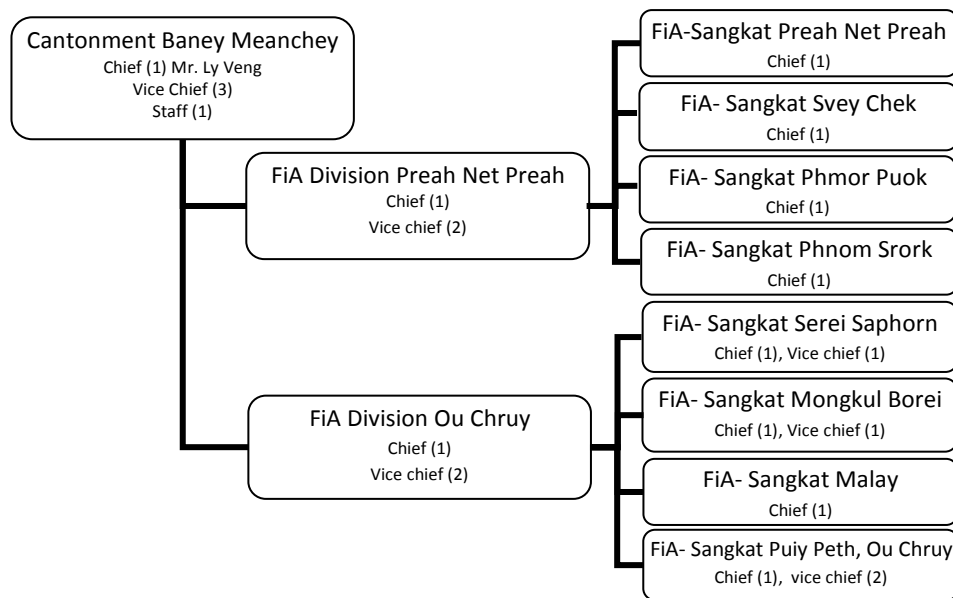 Cantonment Baney Meanchey
Chief (1) Mr. Ly Veng
Vice Chief (3)
Staff (1)
FiA Division Preah Net Preah
Chief (1)
Vice chief (2)
FiA-Sangkat Preah Net Preah
Chief (1)
FiA- Sangkat Svey Chek
Chief (1)
FiA- Sangkat Phmor Puok
Chief (1)
FiA- Sangkat Phnom Srork
Chief (1)
FiA Division Ou Chruy
Chief (1)
Vice chief (2)
FiA- Sangkat Serei Saphorn
Chief (1), Vice chief (1)
FiA- Sangkat Mongkul Borei
Chief (1), Vice chief (1)
FiA- Sangkat Malay
Chief (1)
FiA- Sangkat Puiy Peth, Ou Chruy
Chief (1), vice chief (2)